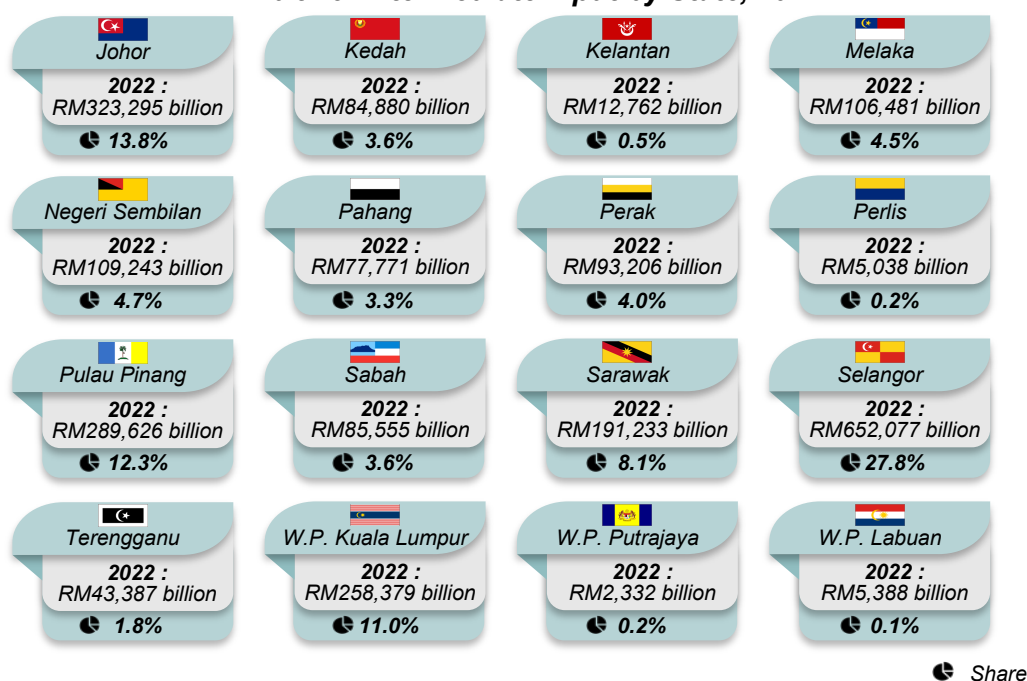 Johor
2022 :
RM323,295 billion
13.8%
Kedah
2022 :
RM84,880 billion
3.6%
Kelantan
2022 :
RM12,762 billion
0.5%
Melaka
2022 :
RM106,481 billion
4.5%
Negeri Sembilan
2022 :
RM109,243 billion
4.7%
Pahang
2022 :
RM77,771 billion
3.3%
Perak
2022 :
RM93,206 billion
4.0%
Perlis
2022 :
RM5,038 billion
0.2%
Pulau Pinang
2022 :
RM289,626 billion
12.3%
Sabah
2022 :
RM85,555 billion
3.6%
Sarawak
2022 :
RM191,233 billion
8.1%
Selangor
2022 :
RM652,077 billion
27.8%
Terengganu
2022 :
RM43,387 billion
1.8%
W.P. Kuala Lumpur
2022 :
RM258,379 billion
11.0%
W.P. Putrajaya
2022 :
RM2,332 billion
0.2%
W.P. Labuan
2022 :
RM5,388 billion
0.1%
Share